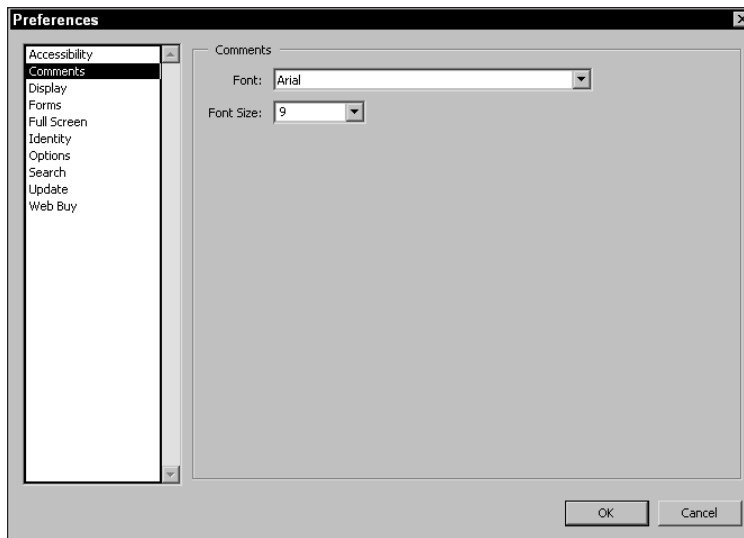 Preferences
Accessibility
Comments
Display
Forms
Full Screen
Identity
Options
Search
Update
Web Buy
Comments
Font: Arial
Font Size: 9
OK Cancel